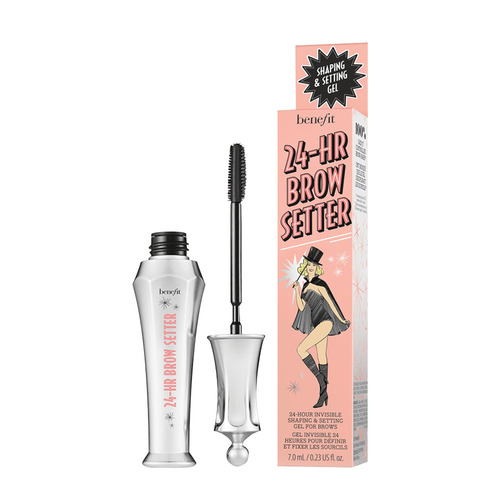 SHAPING
& SETTING
GEL
benefit
24-HR
BROW
SETTER
24-HOUR INVISIBLE
SHAPING & SETTING
GEL FOR BROWS
GEL INVISIBLE 24
HEURES POUR DÉFINIR
ET FIXER LES SOURCILS
7.0 mL / 0.23 US fl. oz.
benefit
24-HR BROW SETTER